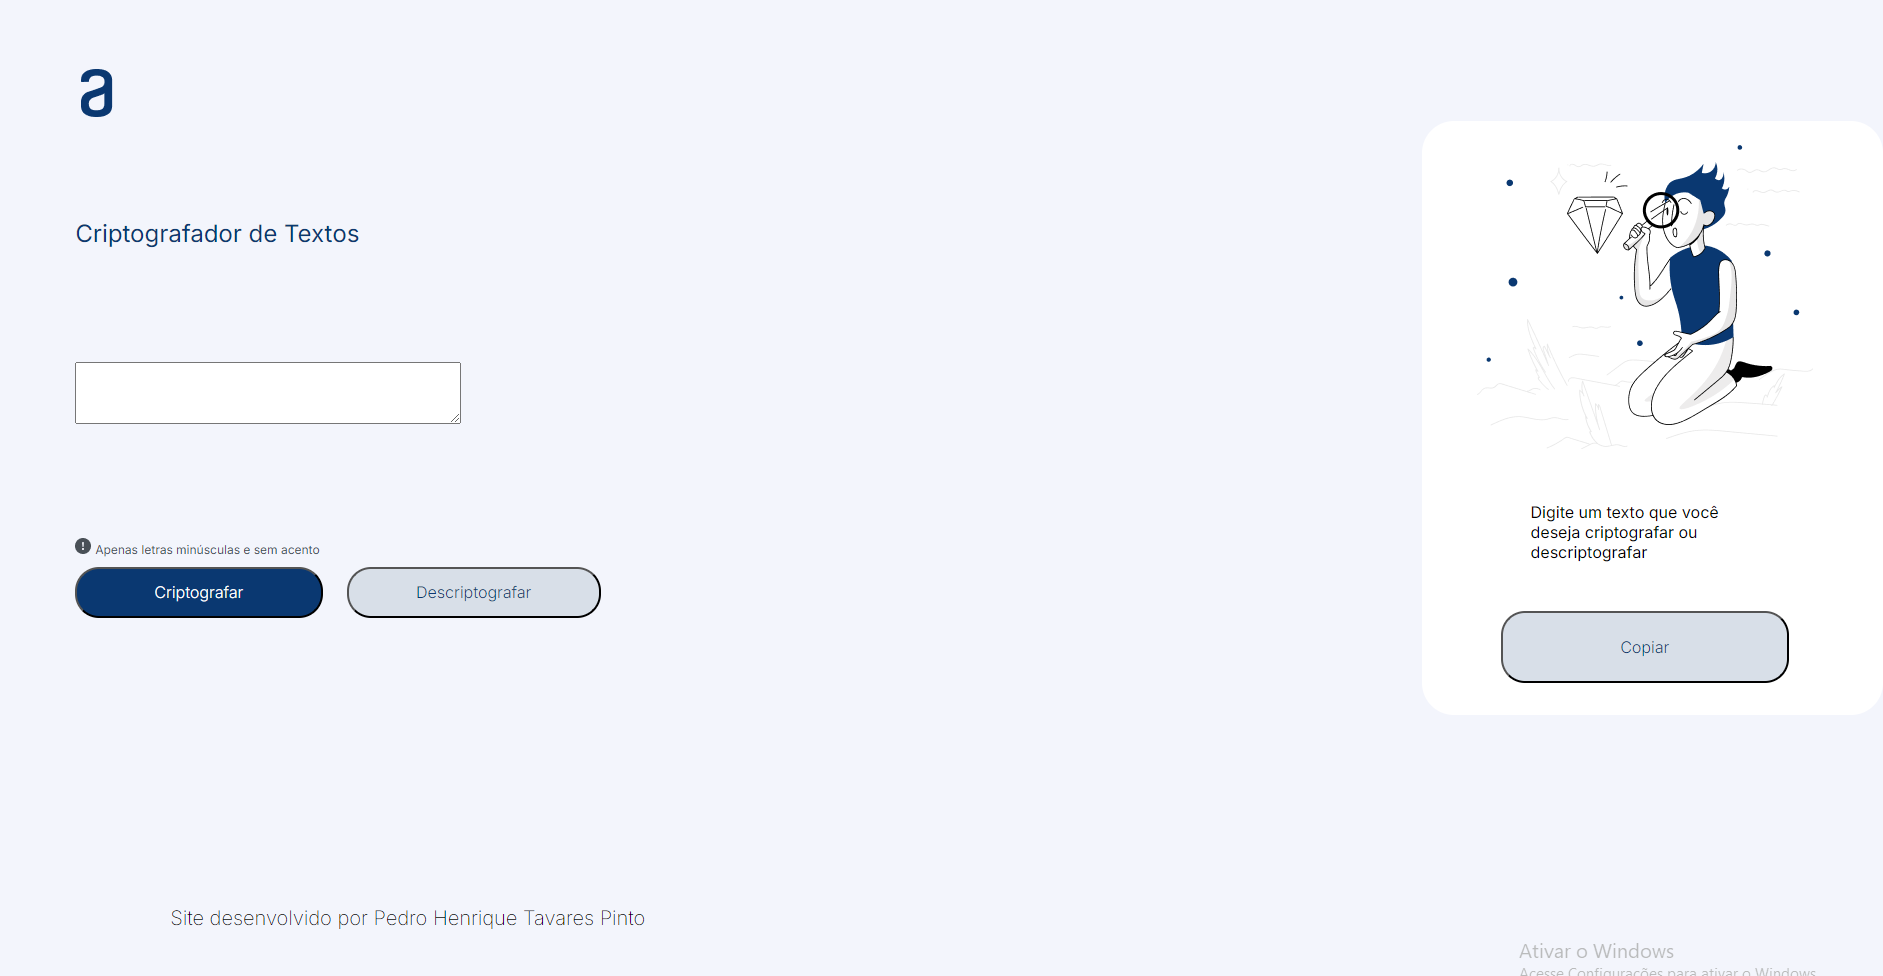 a
Criptografador de Textos
! Apenas letras minúsculas e sem acento
Criptografar
Descriptografar
Digite um texto que você
deseja criptografar ou
descriptografar
Copiar
Site desenvolvido por Pedro Henrique Tavares Pinto
Ativar o Windows
Acesse Configurações para ativar o Windows